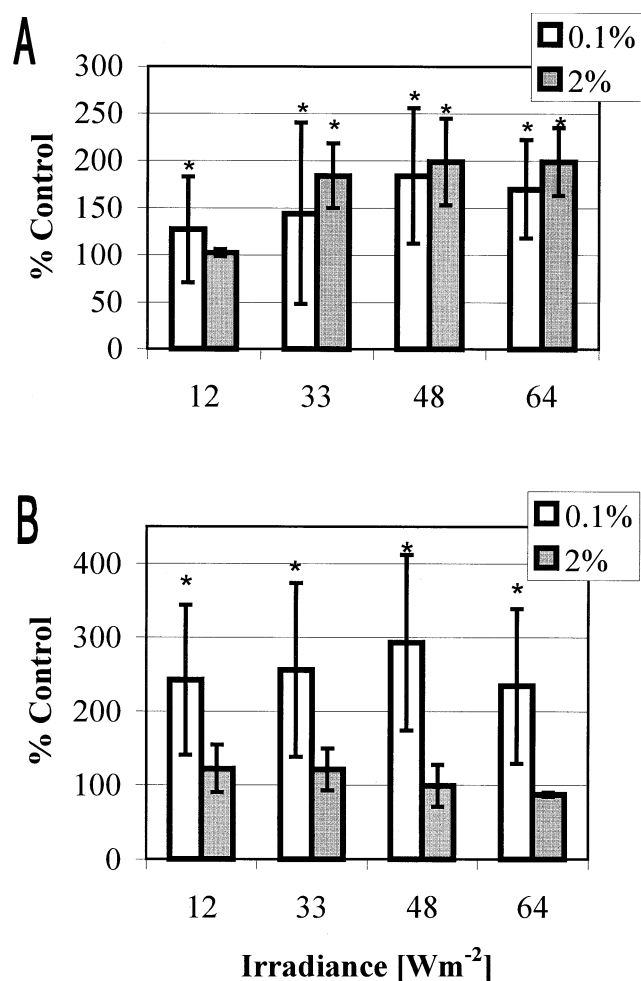 A
0.1%
2%
300
250
200
150
100
50
0
% Control
* * * * * * *
12 33 48 64
B
0.1%
2%
400
300
200
100
0
% Control
* * * *
12 33 48 64
Irradiance [Wm-2]